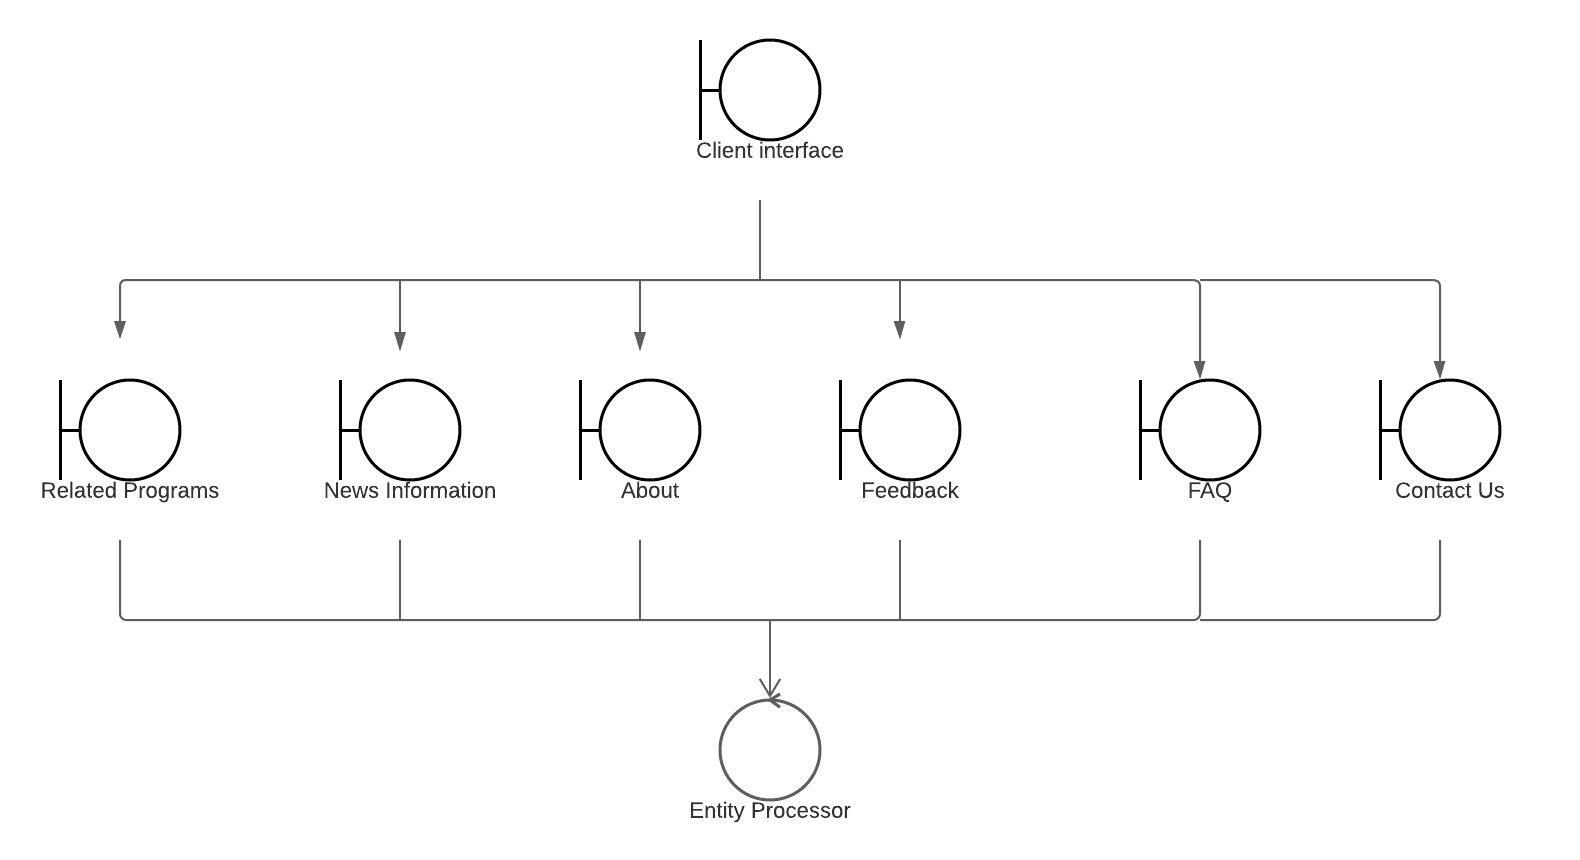 Client interface
Related Programs
News Information
About
Feedback
FAQ
Contact Us
Entity Processor